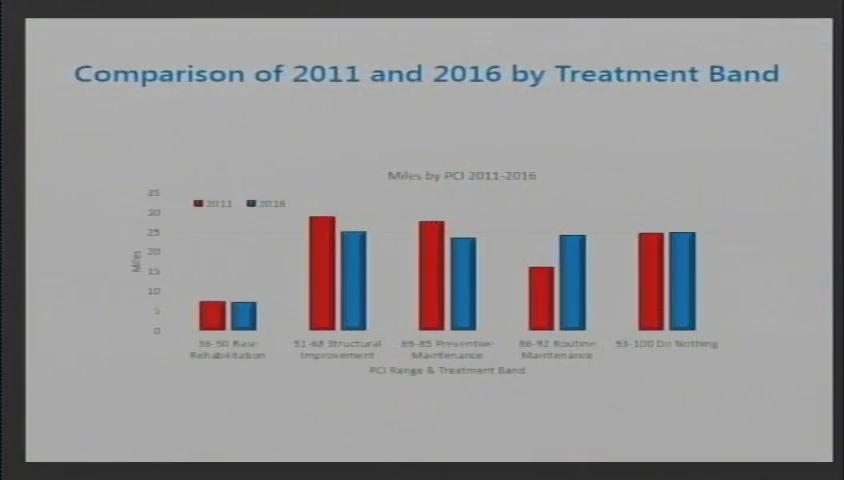 Comparison of 2011 and 2016 by Treatment Band
Miles by PCI 2011-2016
35
30
25
20
15
10
5
0
Miles
2011
2016
36-50 Base Rehabilitation
51-68 Structural Improvement
69-85 Preventive Maintenance
86-92 Routine Maintenance
93-100 Do Nothing
PCI Range & Treatment Band